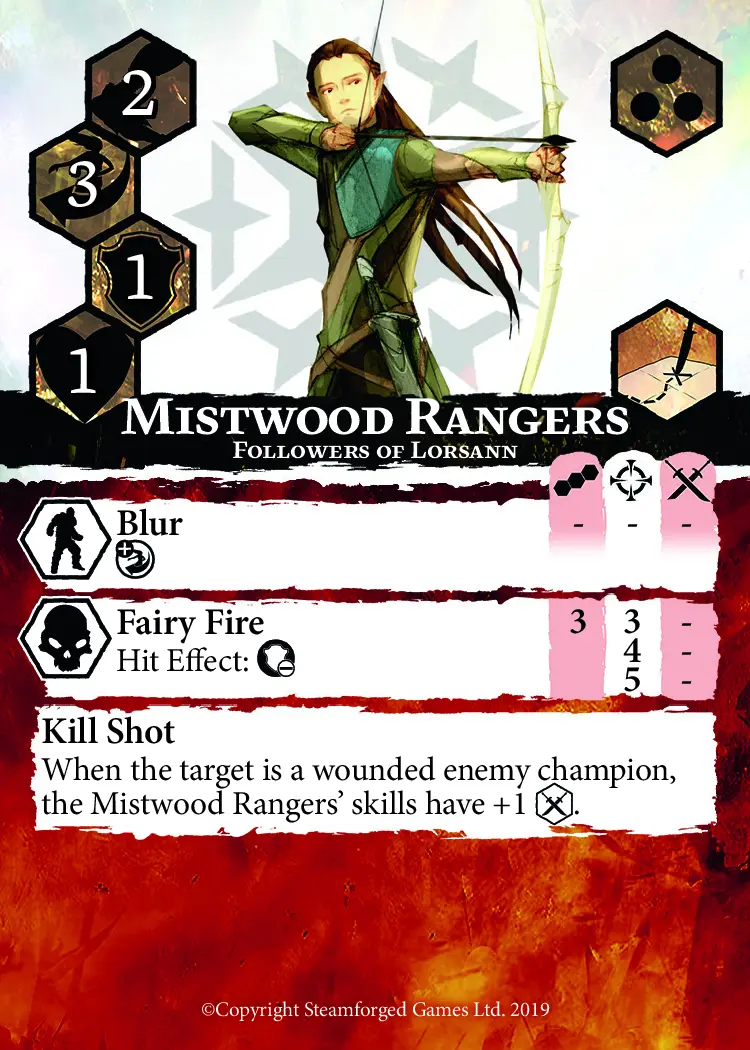 2
3
1
1
Mistwood Rangers
Followers of Lorsann
Blur
- - -
Fairy Fire 3 3 -
Hit Effect: 4 -
5 -
Kill Shot
When the target is a wounded enemy champion,
the Mistwood Rangers’ skills have +1 .
©Copyright Steamforged Games Ltd. 2019